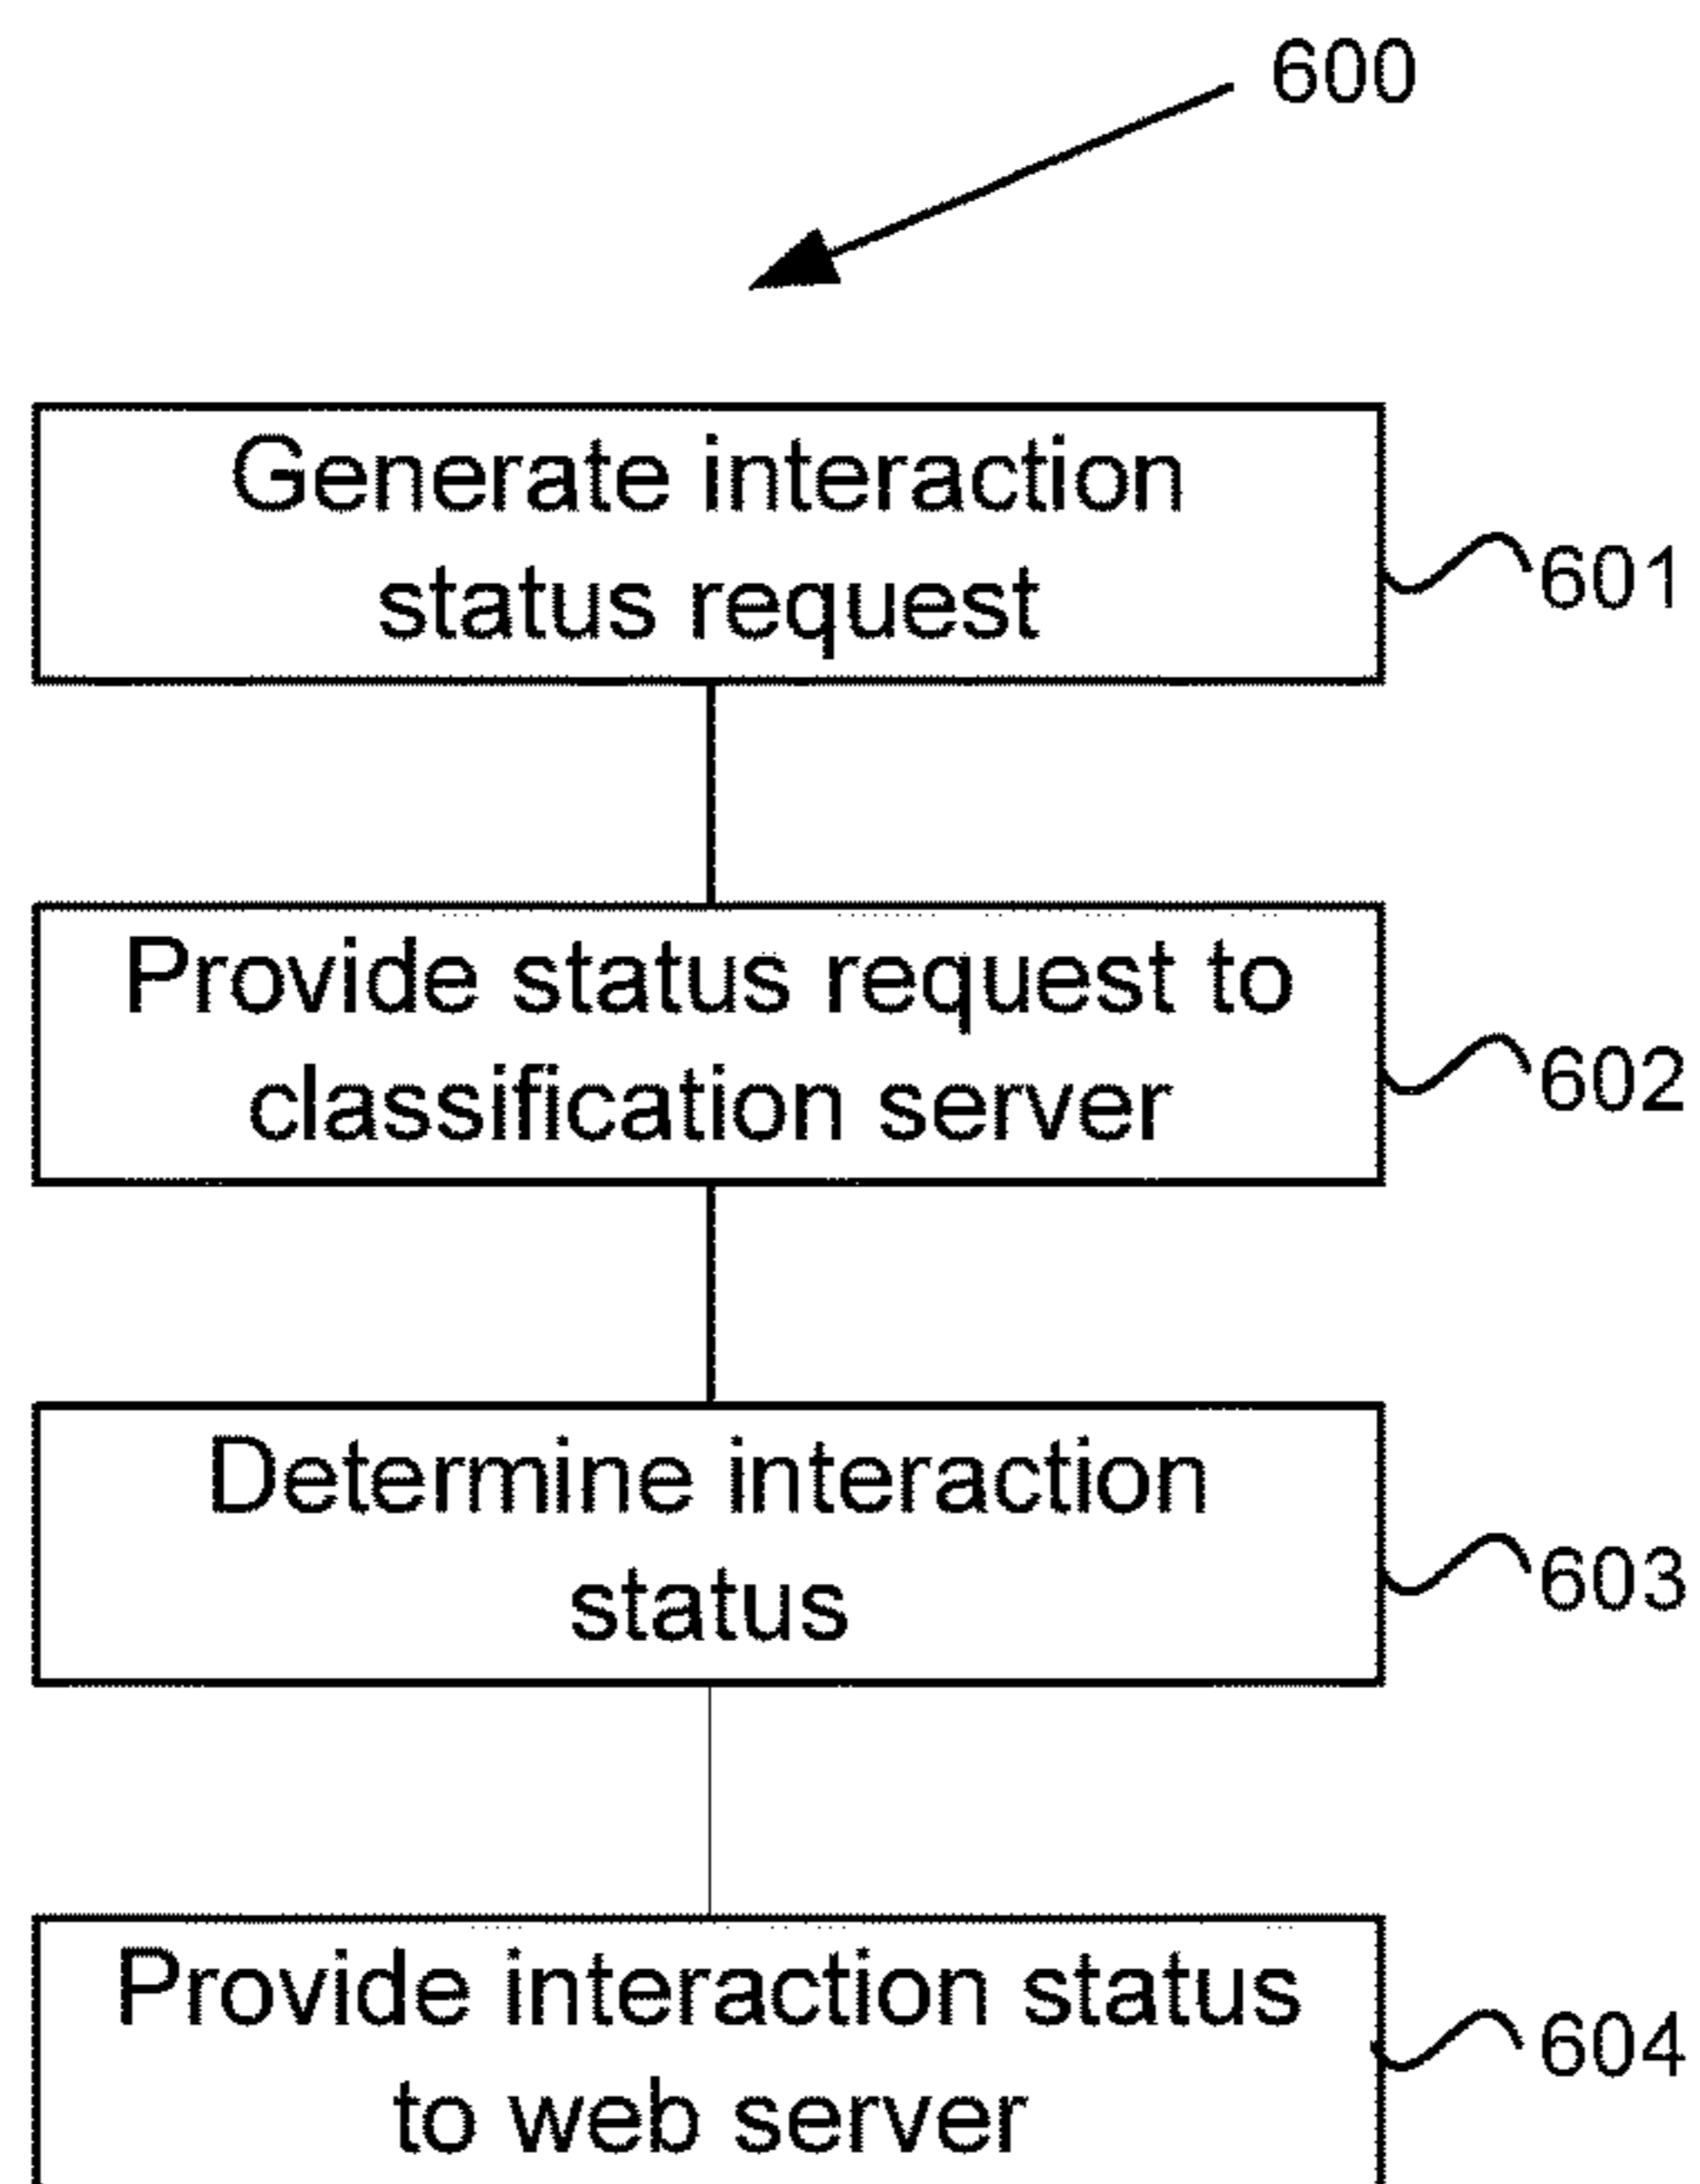 600
Generate interaction
status request
601
Provide status request to
classification server
602
Determine interaction
status
603
Provide interaction status
to web server
604